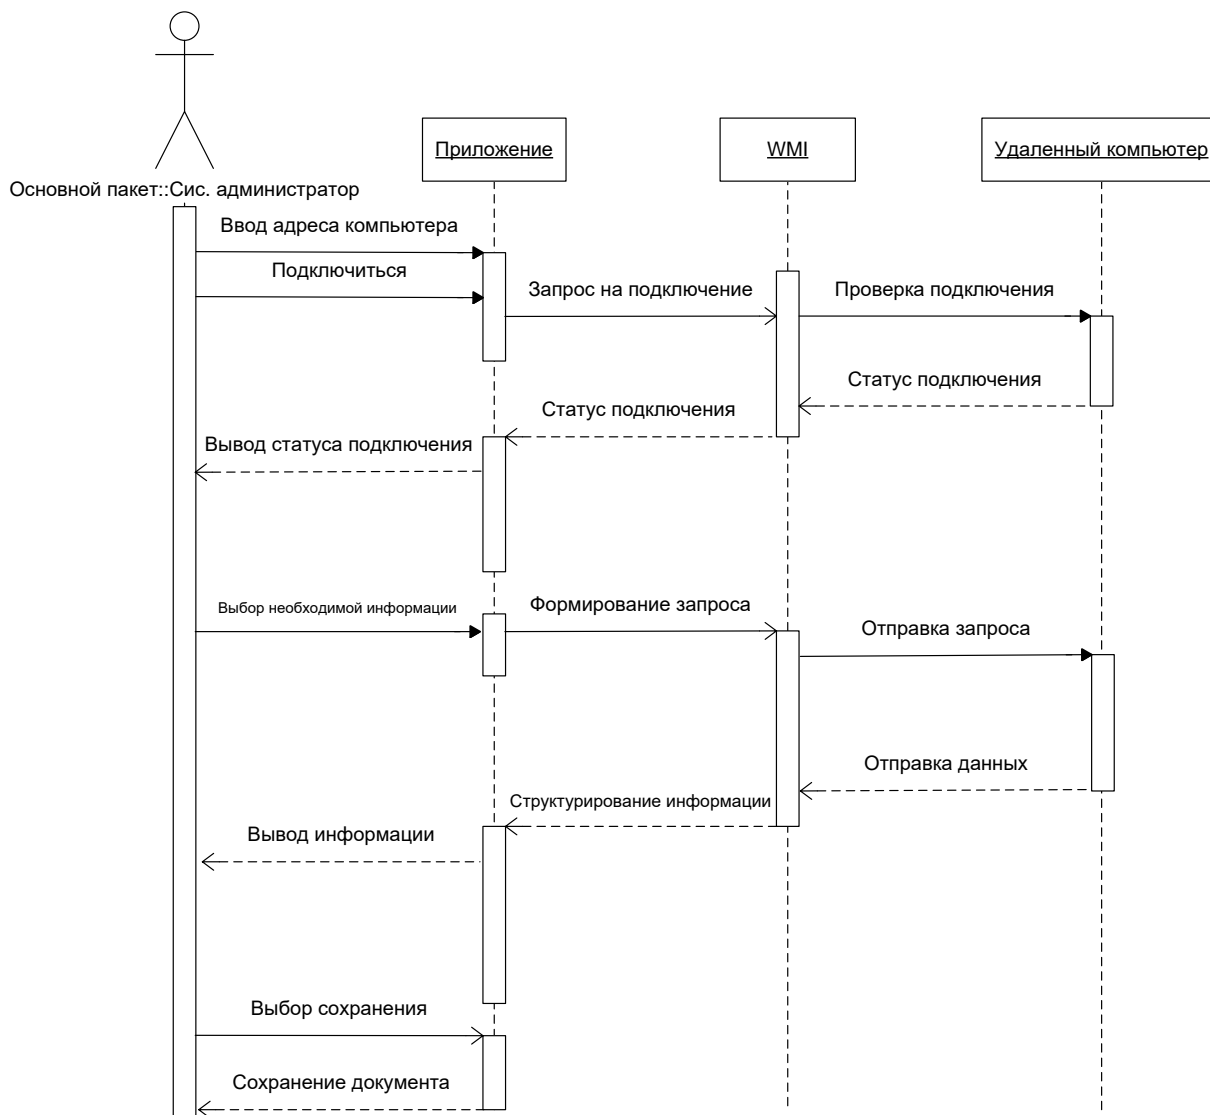 Приложение
WMI
Удаленный компьютер
Основной пакет::Сис. администратор
Ввод адреса компьютера
Подключиться
Запрос на подключение
Проверка подключения
Статус подключения
Статус подключения
Вывод статуса подключения
Выбор необходимой информации
Формирование запроса
Отправка запроса
Отправка данных
Структурирование информации
Вывод информации
Выбор сохранения
Сохранение документа